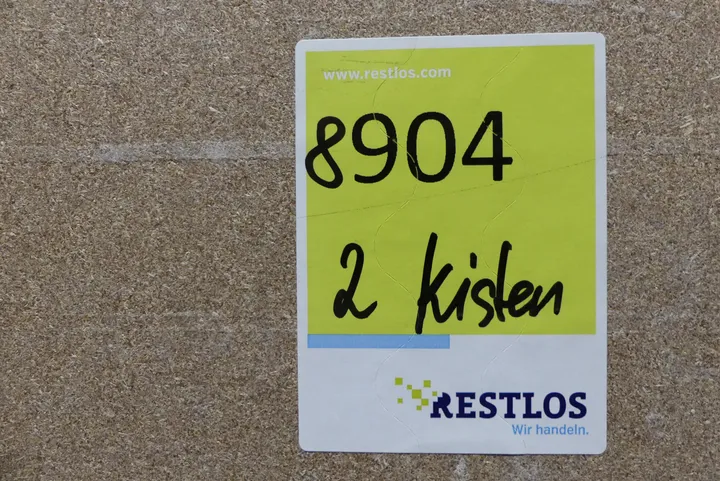 www.restlos.com
8904
2 Kisten
RESTLOS
Wir handeln.